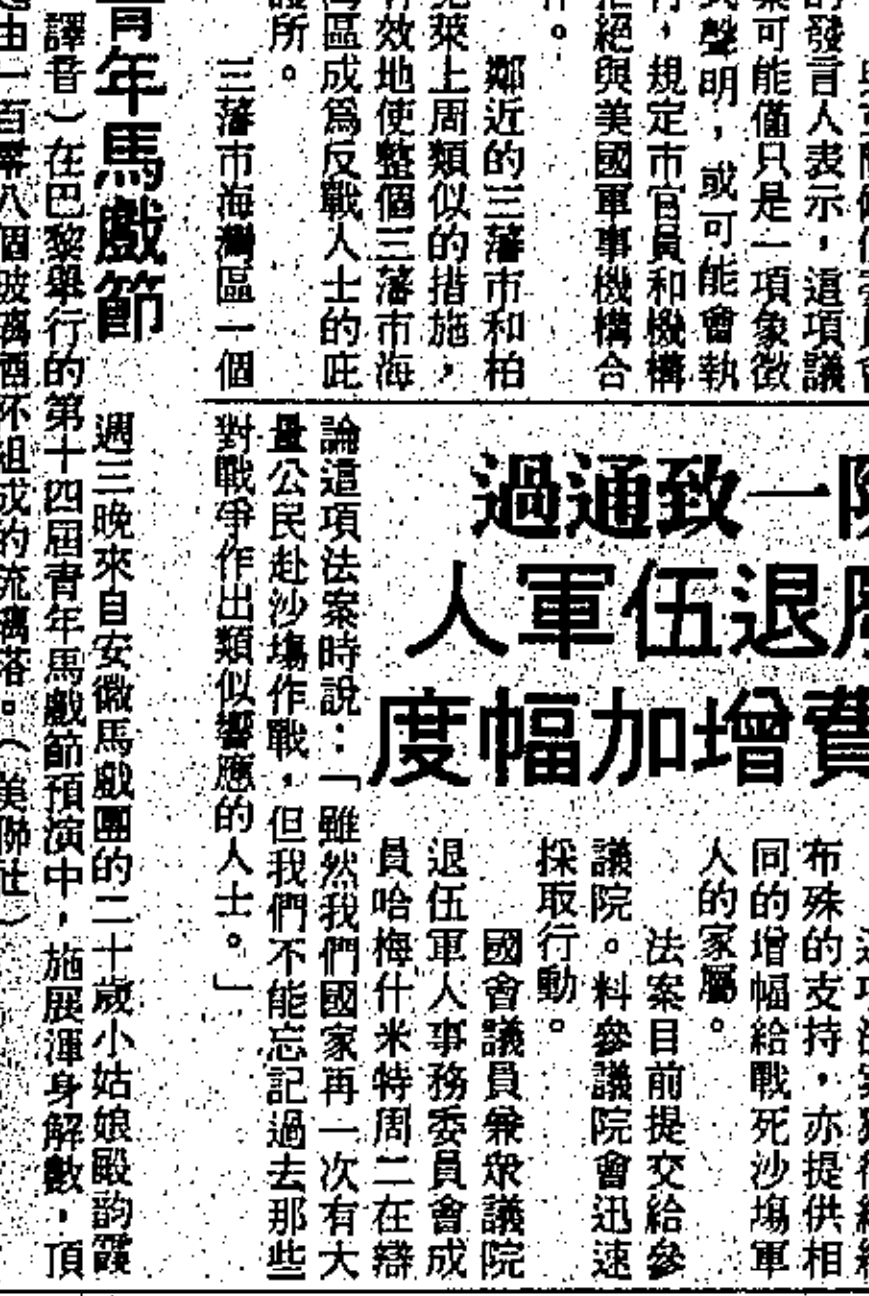 的發言人表示，這項議
案可能僅只是一項象徵
式聲明，或可能會執
行，規定市官員和機構
拒絕與美國軍事機構合
作。
鄰近的三藩市和柏
克萊上周類似的措施，
有效地使整個三藩市海
灣區成爲反戰人士的庇
護所。
三藩市海灣區一個
院一致通過
退伍軍人
費增加幅度
布殊的支持，亦提供相
同的增幅給戰死沙塲軍
人的家屬。
法案目前提交給參
議院。料參議院會迅速
採取行動。
國會議員兼衆議院
退伍軍人事務委員會成
員哈梅什米特周二在辯
論這項法案時說：「雖然我們國家再一次有大
量公民赴沙塲作戰，但我們不能忘記過去那些
對戰爭作出類似響應的人士。」
青年馬戲節
週三晚來自安徽馬戲團的二十歲小姑娘殿韵霞
譯音）在巴黎舉行的第十四屆青年馬戲節預演中，施展渾身解數，頂
起由一百零八個玻璃酒杯組成的流璃塔。（美聯社）